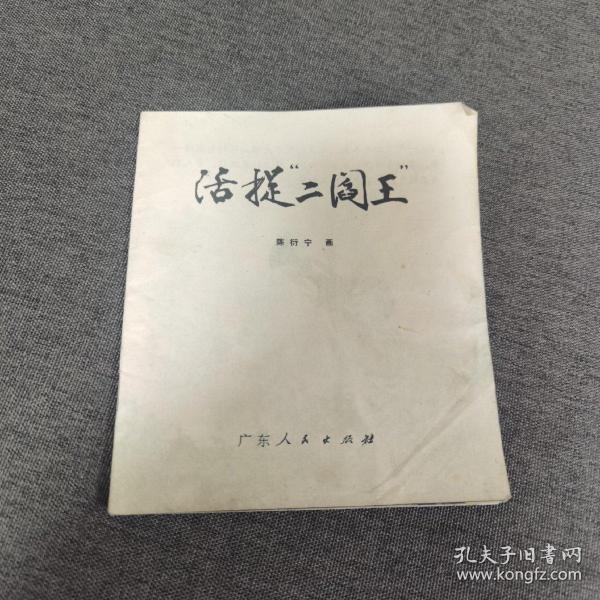 活捉“二阎王”
陈衍宁 画
广东人民出版社
孔夫子旧书网
www.kongfz.com